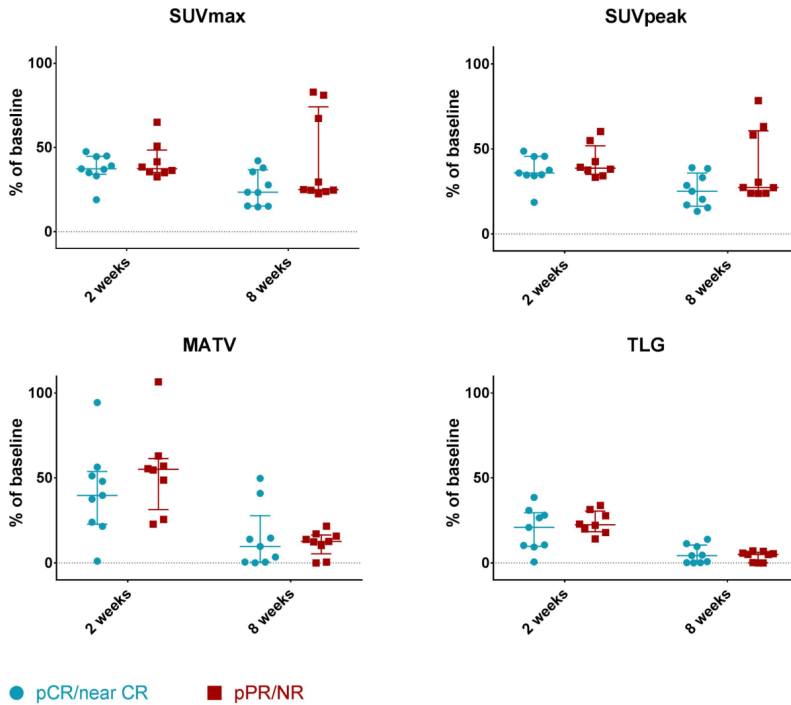 SUVmax
% of baseline
100
50
0
2 weeks
8 weeks
SUVpeak
% of baseline
100
50
0
2 weeks
8 weeks
MATV
% of baseline
100
50
0
2 weeks
8 weeks
TLG
% of baseline
100
50
0
2 weeks
8 weeks
pCR/near CR
pPR/NR